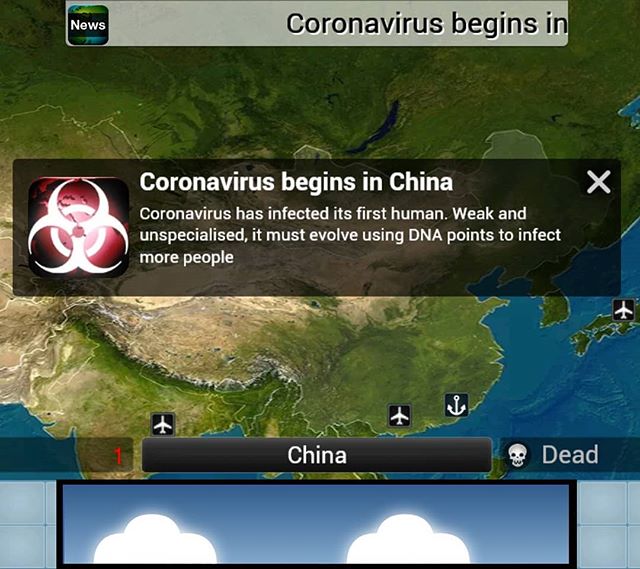 News
Coronavirus begins in
Coronavirus begins in China
Coronavirus has infected its first human. Weak and
unspecialised, it must evolve using DNA points to infect
more people
1
China
Dead